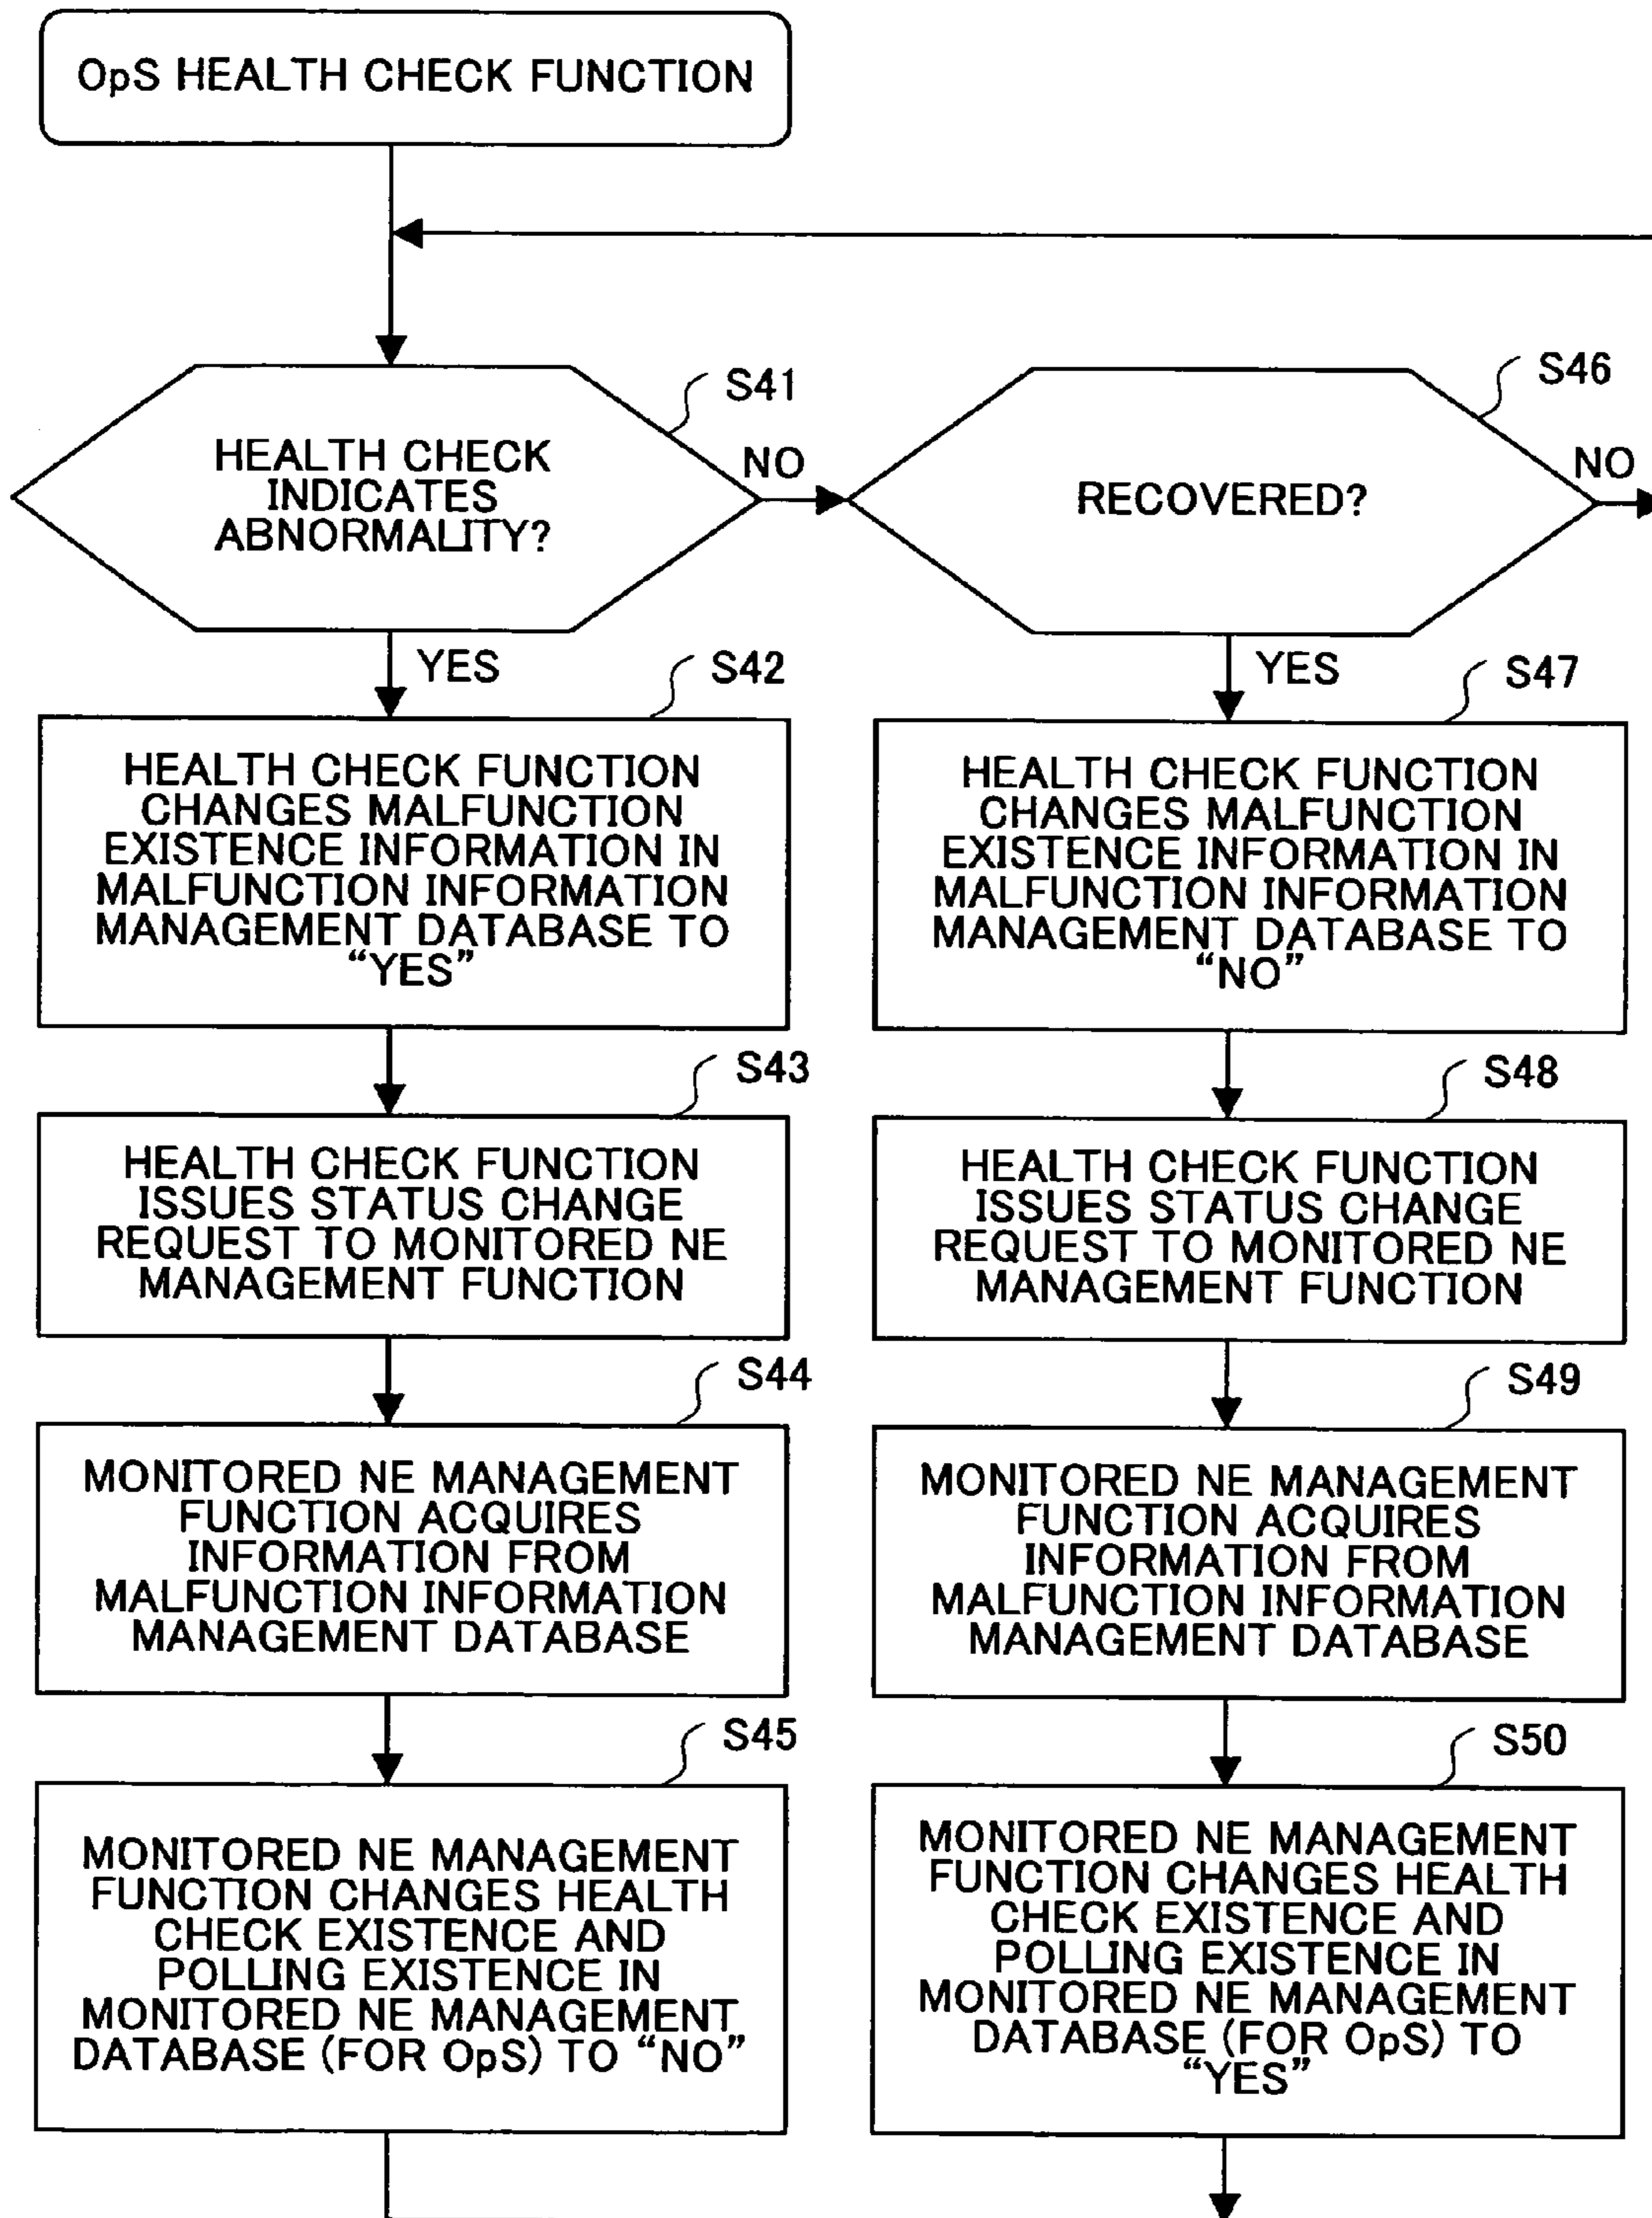 OpS HEALTH CHECK FUNCTION
S41
HEALTH CHECK
INDICATES
ABNORMALITY?
NO
YES
S46
RECOVERED?
NO
YES
S42
HEALTH CHECK FUNCTION
CHANGES MALFUNCTION
EXISTENCE INFORMATION IN
MALFUNCTION INFORMATION
MANAGEMENT DATABASE TO
“YES”
S47
HEALTH CHECK FUNCTION
CHANGES MALFUNCTION
EXISTENCE INFORMATION IN
MALFUNCTION INFORMATION
MANAGEMENT DATABASE TO
“NO”
S43
HEALTH CHECK FUNCTION
ISSUES STATUS CHANGE
REQUEST TO MONITORED NE
MANAGEMENT FUNCTION
S48
HEALTH CHECK FUNCTION
ISSUES STATUS CHANGE
REQUEST TO MONITORED NE
MANAGEMENT FUNCTION
S44
MONITORED NE MANAGEMENT
FUNCTION ACQUIRES
INFORMATION FROM
MALFUNCTION INFORMATION
MANAGEMENT DATABASE
S49
MONITORED NE MANAGEMENT
FUNCTION ACQUIRES
INFORMATION FROM
MALFUNCTION INFORMATION
MANAGEMENT DATABASE
S45
MONITORED NE MANAGEMENT
FUNCTION CHANGES HEALTH
CHECK EXISTENCE AND
POLLING EXISTENCE IN
MONITORED NE MANAGEMENT
DATABASE (FOR OpS) TO “NO”
S50
MONITORED NE MANAGEMENT
FUNCTION CHANGES HEALTH
CHECK EXISTENCE AND
POLLING EXISTENCE IN
MONITORED NE MANAGEMENT
DATABASE (FOR OpS) TO
“YES”